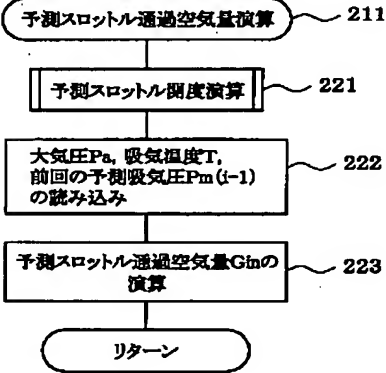 予測スロットル通過空気量演算 211
予測スロットル開度演算 221
大気圧Pa, 吸気温度T,
前回の予測吸気圧Pm(i-1)
の読み込み
222
予測スロットル通過空気量Ginの
演算
223
リターン